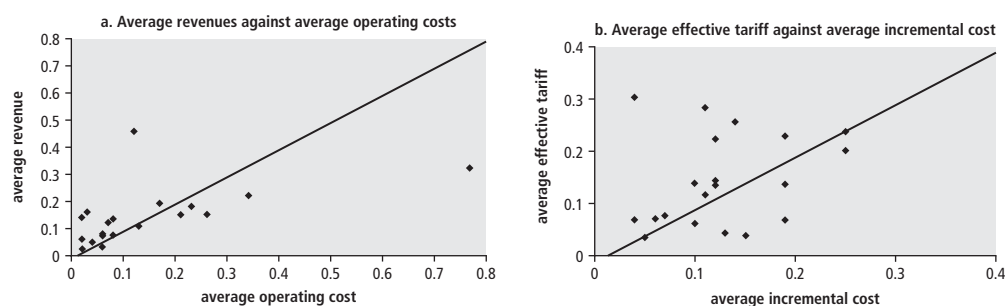 a. Average revenues against average operating costs
0.8
0.7
0.6
0.5
0.4
0.3
0.2
0.1
0
average revenue
0 0.1 0.2 0.3 0.4 0.5 0.6 0.7 0.8
average operating cost
b. Average effective tariff against average incremental cost
0.4
0.3
0.2
0.1
0
average effective tariff
0 0.1 0.2 0.3 0.4
average incremental cost